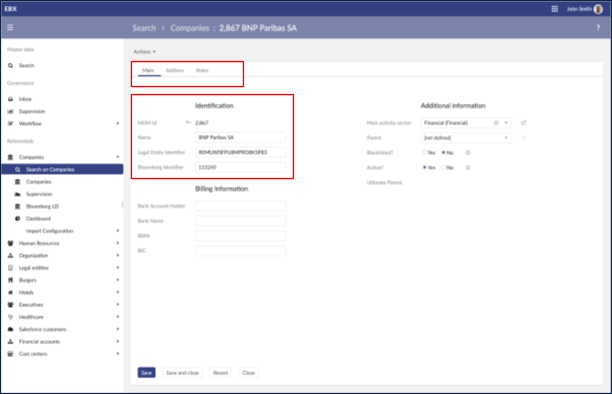 EBX
John Smith
Search > Companies : 2,867 BNP Paribas SA
?
Actions
Main Address Roles
Master data
Search
Governance
Inbox
Supervision
Workflow
Referentials
Companies
Search on Companies
Companies
Supervision
Bloomberg LEI
Dashboard
Import Configuration
Human Resources
Organization
Legal entities
Burgers
Hotels
Executives
Healthcare
Salesforce customers
Financial accounts
Cost centers
Identification
MDM Id 2,867
Name BNP Paribas SA
Legal Entity Identifier R0MUWSFPU8MPRO8K5P83
Bloomberg Identifier 115245
Billing Information
Bank Account Holder
Bank Name
IBAN
BIC
Additional information
Main activity sector Financial (Financial)
Parent [not defined]
Blacklisted? Yes No
Active? Yes No
Ultimate Parent
Save Save and close Revert Close